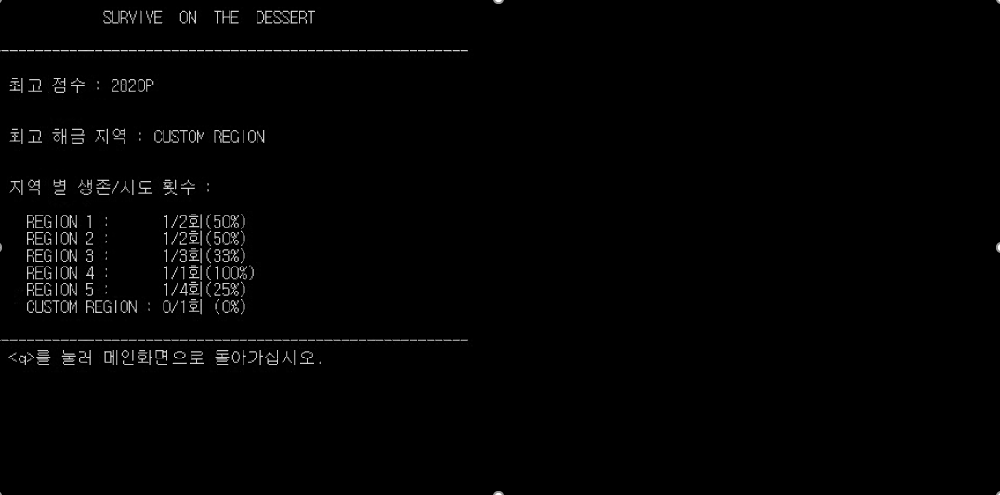 SURVIVE ON THE DESSERT
최고 점수 : 2820P
최고 해금 지역 : CUSTOM REGION
지역 별 생존/시도 횟수 :
REGION 1 : 1/2회(50%)
REGION 2 : 1/2회(50%)
REGION 3 : 1/3회(33%)
REGION 4 : 1/1회(100%)
REGION 5 : 1/4회(25%)
CUSTOM REGION : 0/1회 (0%)
<q>를 눌러 메인화면으로 돌아가십시오.